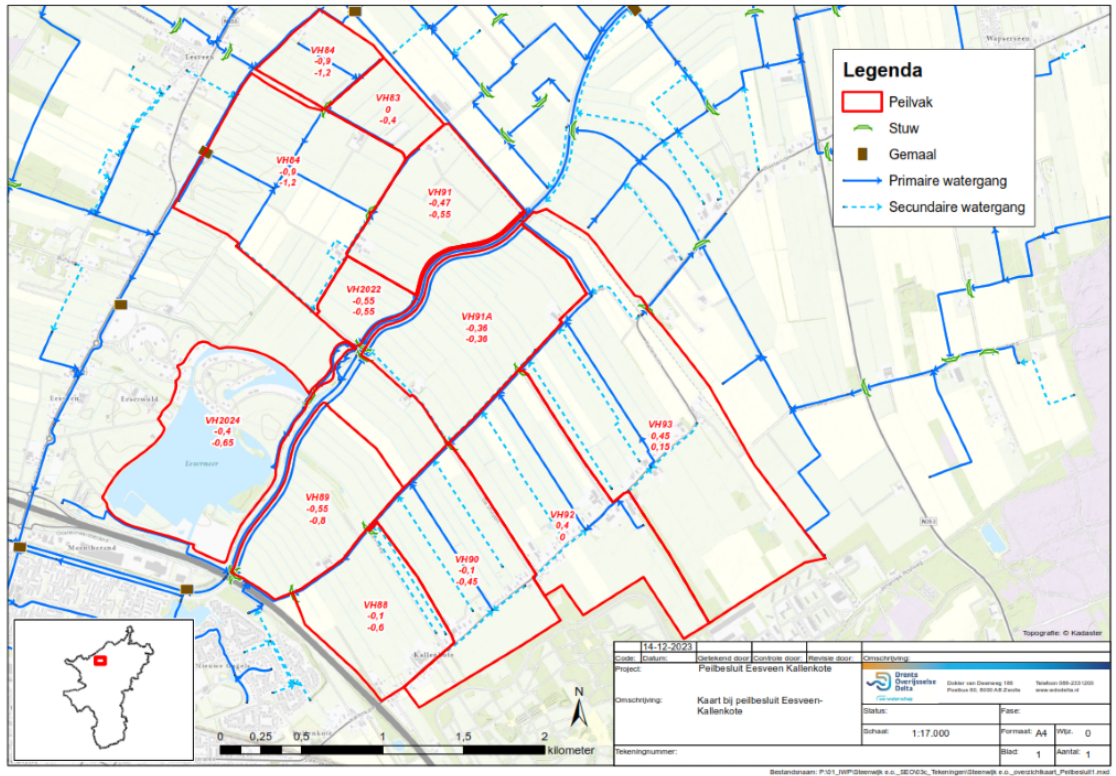 Wapserveen
Leerven
Legenda
Peilvak
Stuw
Gemaal
Primaire watergang
Secundaire watergang
VH84
-0,9
-1,2
VH83
0
-0,4
VH84
-0,9
-1,2
VH91
-0,47
-0,55
VH2022
-0,55
-0,55
VH91A
-0,36
-0,36
Eesveen
Eeserwold
VH2024
-0,4
-0,65
Eesermeer
VH93
0,45
0,15
VH89
-0,55
-0,8
VH92
0,4
0
VH90
-0,1
-0,45
VH88
-0,1
-0,6
Kallenkote
N
0 0,25 0,5 1 2
kilometer
Topografie: © Kadaster
14-12-2023
Code: Datum: Getekend door: Controle door: Revisie door: Omschrijving:
Project: Peilbesluit Eesveen Kallenkote
Drents
Overijsselse
Delta
Dokter van Deenweg 186
Postbus 60, 8000 AB Zwolle
Telefoon 088-2331200
www.wdodelta.nl
Omschrijving: Kaart bij peilbesluit Eesveen-
Kallenkote
Status: Fase:
Schaal: 1:17.000 Formaat: A4 Wijz. 0
Tekeningnummer: Blad: 1 Aantal: 1